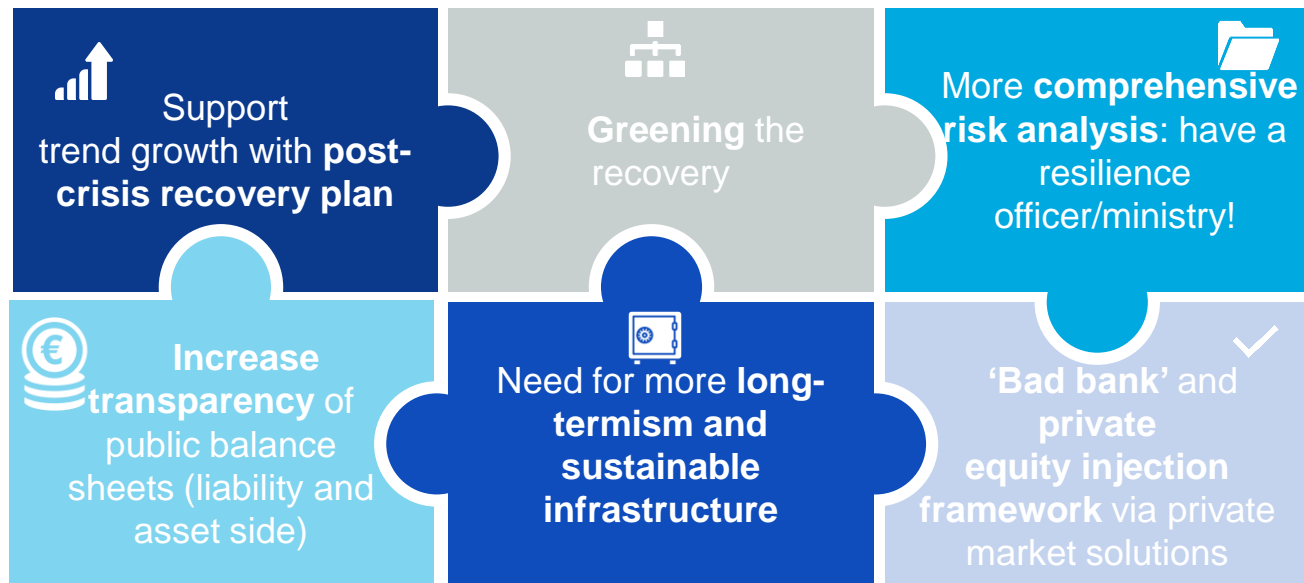 Support
trend growth with post-
crisis recovery plan
Greening the
recovery
More comprehensive
risk analysis: have a
resilience
officer/ministry!
€
Increase
transparency of
public balance
sheets (liability and
asset side)
Need for more long-
termism and
sustainable
infrastructure
‘Bad bank’ and
private
equity injection
framework via private
market solutions